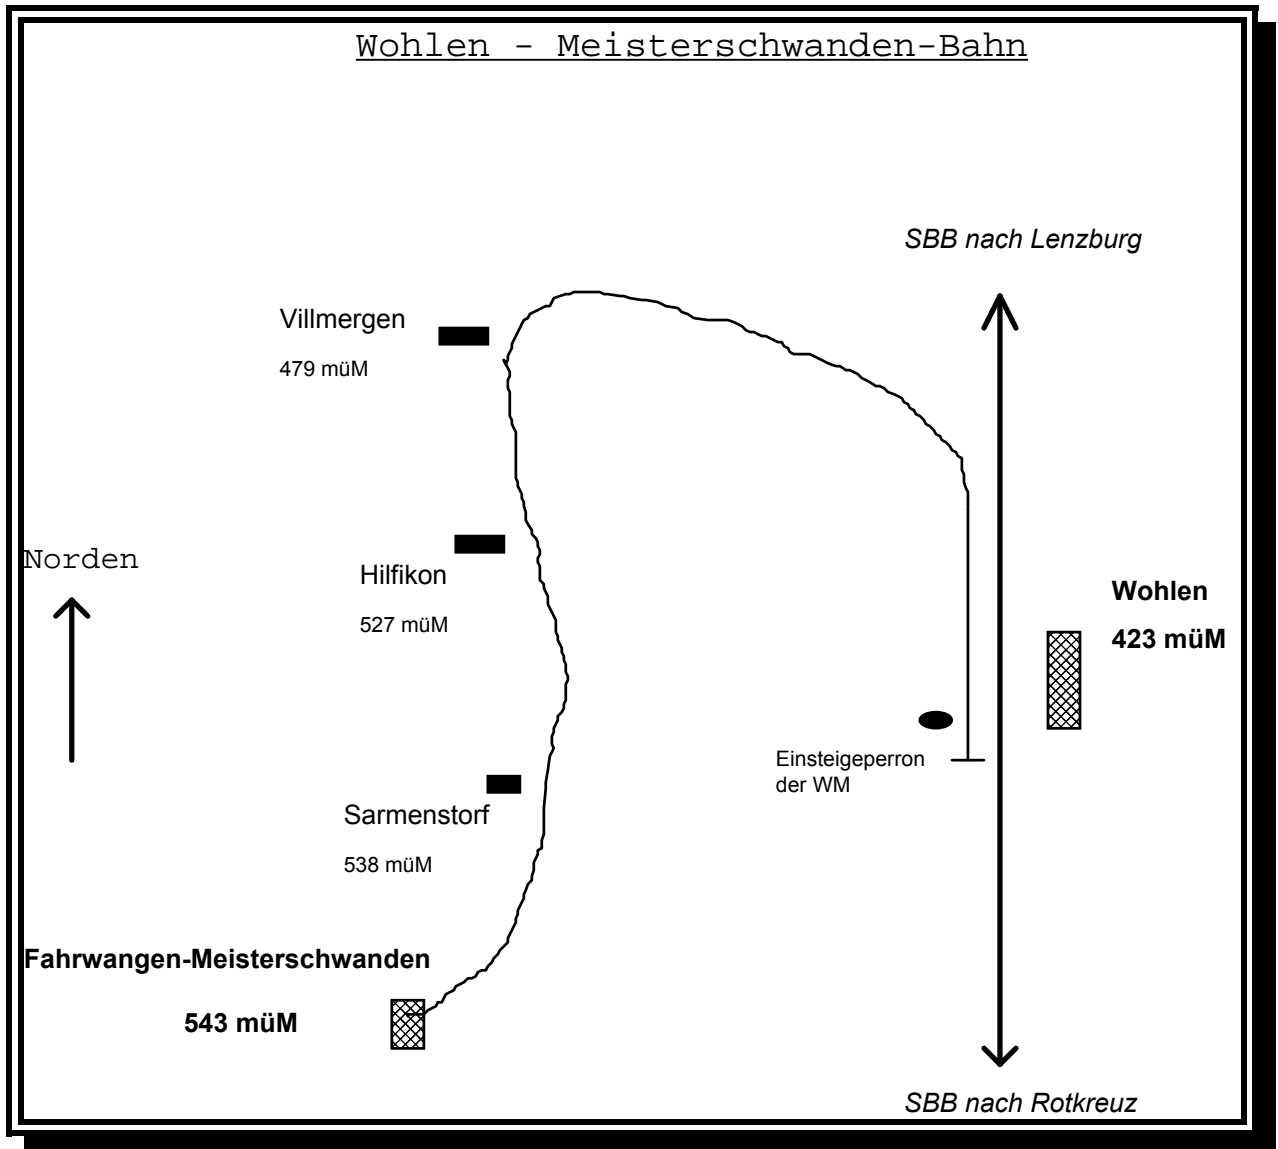 Wohlen - Meisterschwanden-Bahn
SBB nach Lenzburg
Villmergen
479 müM
Norden
Hilfikon
527 müM
Wohlen
423 müM
Einsteigeperron
der WM
Sarmenstorf
538 müM
Fahrwangen-Meisterschwanden
543 müM
SBB nach Rotkreuz